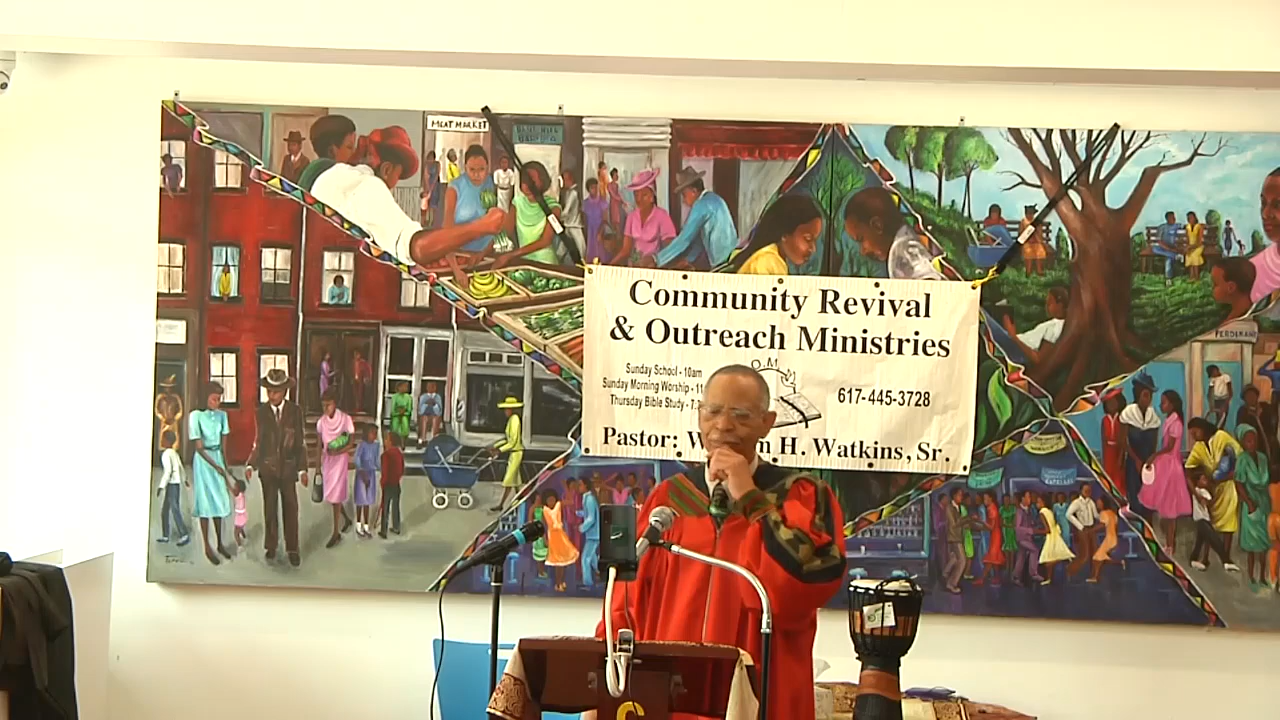 MEAT MARKET
Community Revival
& Outreach Ministries
O.M.
Sunday School - 10am
Sunday Morning Worship - 11
Thursday Bible Study - 7.
617-445-3728
Pastor: W m H. Watkins, Sr.